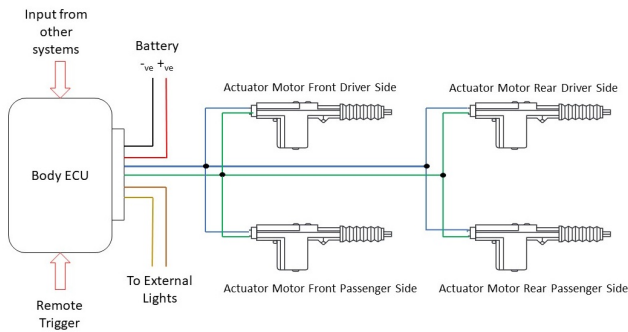 Input from
other
systems
Battery
-ve +ve
Actuator Motor Front Driver Side
Actuator Motor Rear Driver Side
Body ECU
To External
Lights
Actuator Motor Front Passenger Side
Actuator Motor Rear Passenger Side
Remote
Trigger